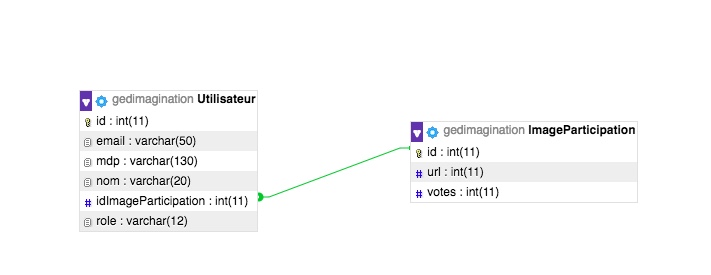 gedimagination Utilisateur
id : int(11)
email : varchar(50)
mdp : varchar(130)
nom : varchar(20)
# idImageParticipation : int(11)
role : varchar(12)
gedimagination ImageParticipation
id : int(11)
# url : int(11)
# votes : int(11)